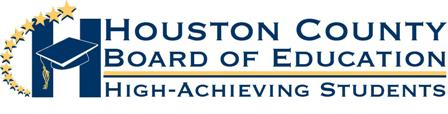 Houston County
Board of Education
High-Achieving Students